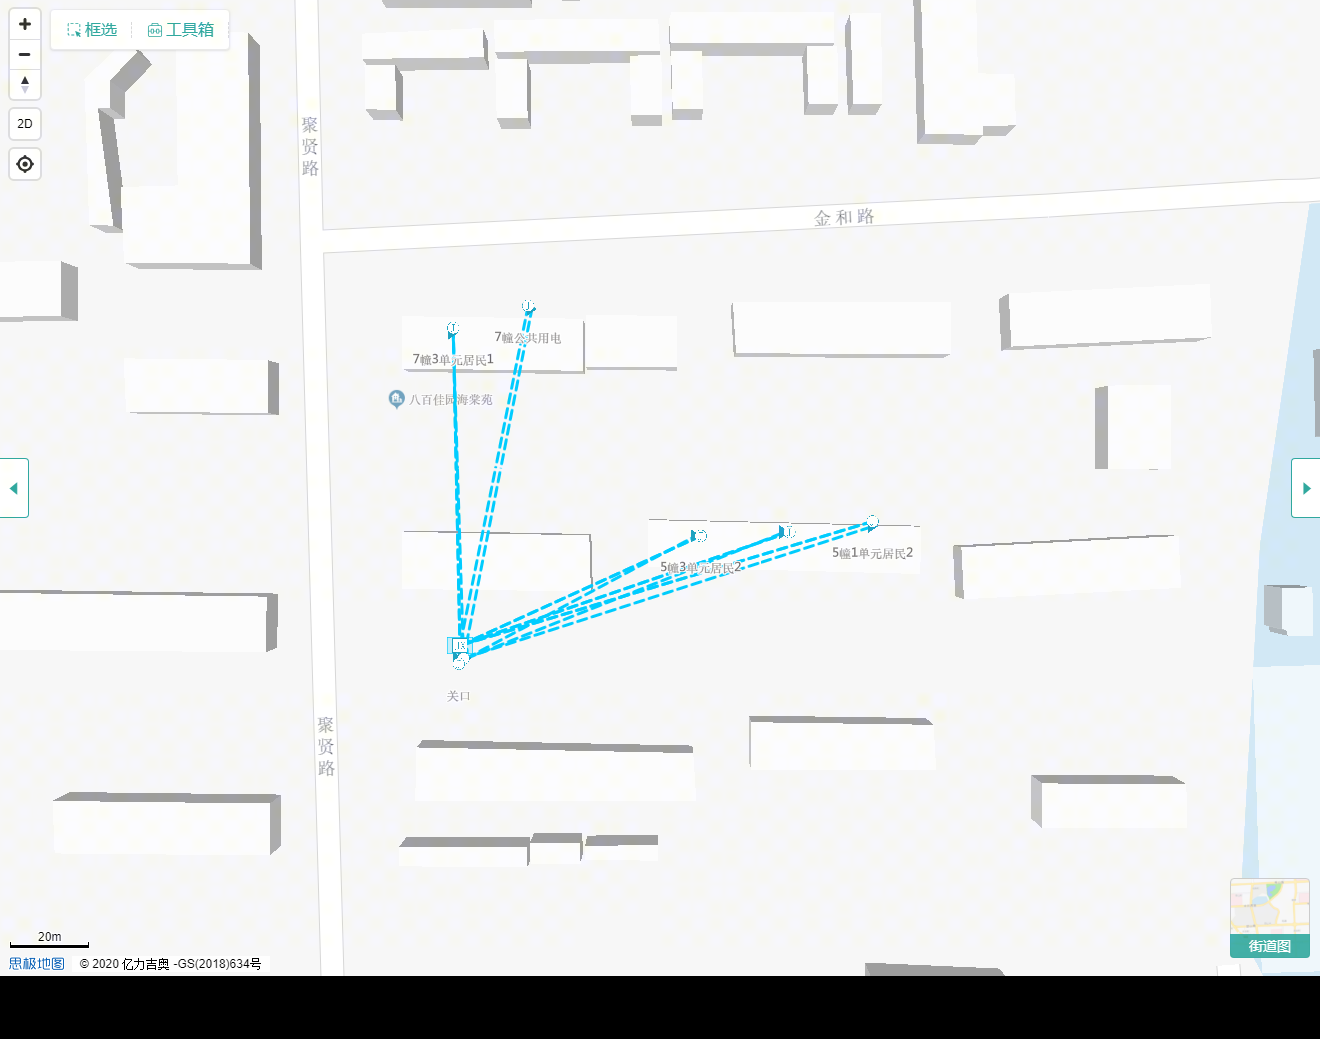 +
框选
工具箱
−
2D
聚贤路
金和路
7幢公共用电
7幢3单元居民1
八百佳园海棠苑
5幢1单元居民2
5幢3单元居民2
JX
关口
聚贤路
20m
街道图
思极地图
© 2020 亿力吉奥 -GS(2018)634号